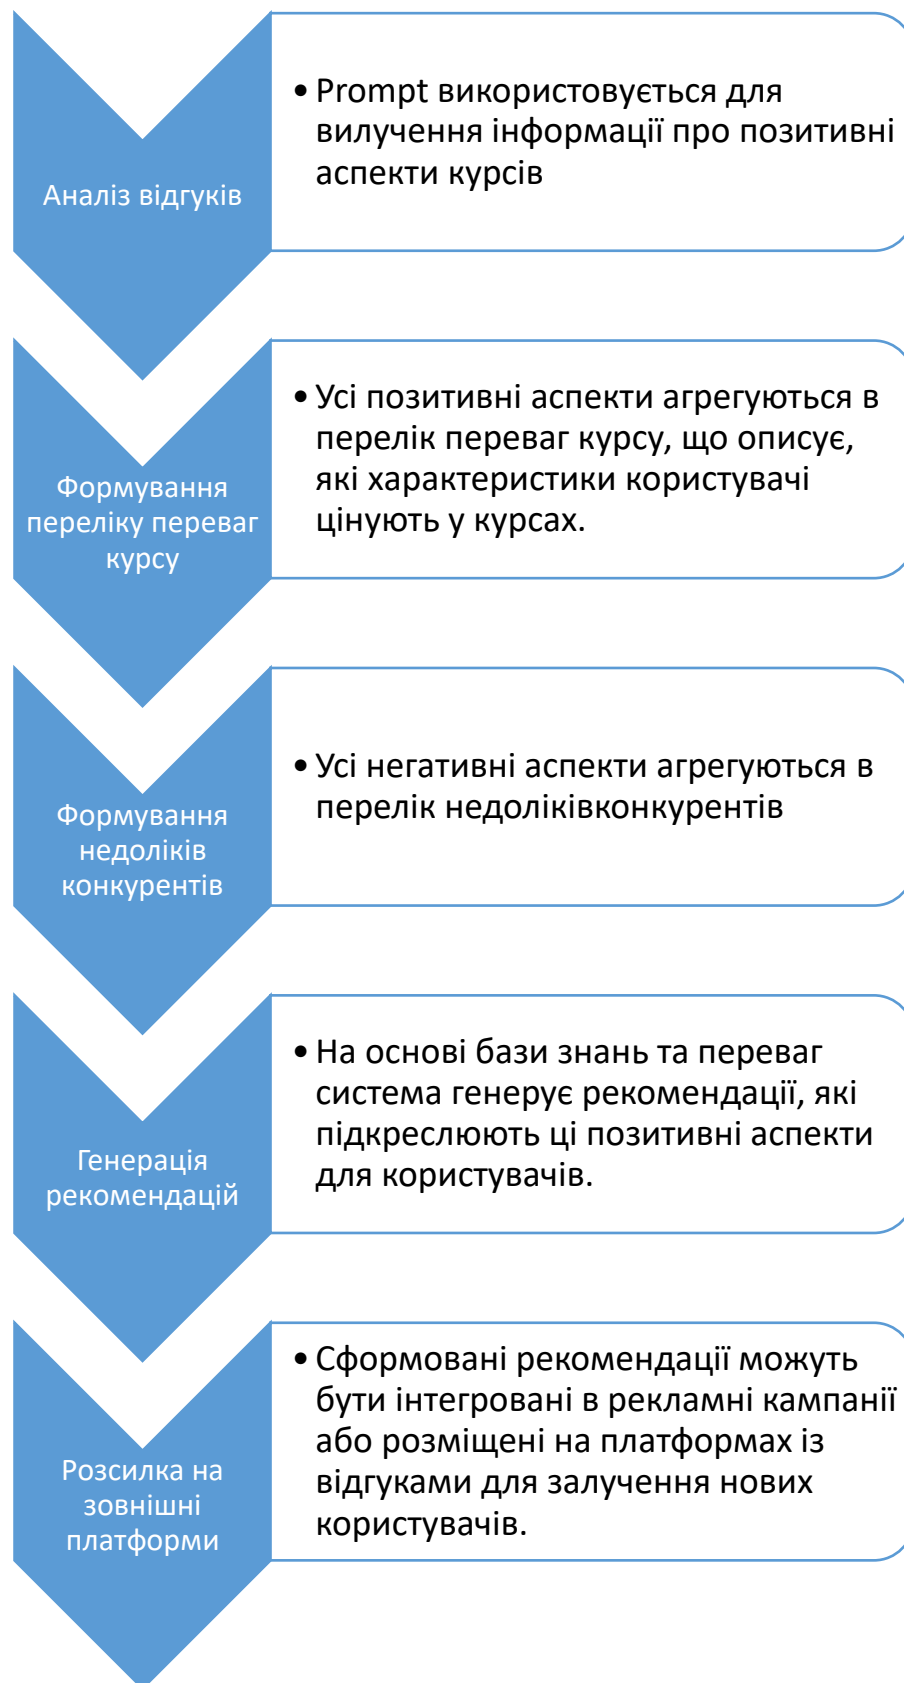 Аналіз відгуків
• Prompt використовується для
вилучення інформації про позитивні
аспекти курсів
Формування
переліку переваг
курсу
• Усі позитивні аспекти агрегуються в
перелік переваг курсу, що описує,
які характеристики користувачі
цінують у курсах.
Формування
недоліків
конкурентів
• Усі негативні аспекти агрегуються в
перелік недоліківконкурентів
Генерація
рекомендацій
• На основі бази знань та переваг
система генерує рекомендації, які
підкреслюють ці позитивні аспекти
для користувачів.
Розсилка на
зовнішні
платформи
• Сформовані рекомендації можуть
бути інтегровані в рекламні кампанії
або розміщені на платформах із
відгуками для залучення нових
користувачів.